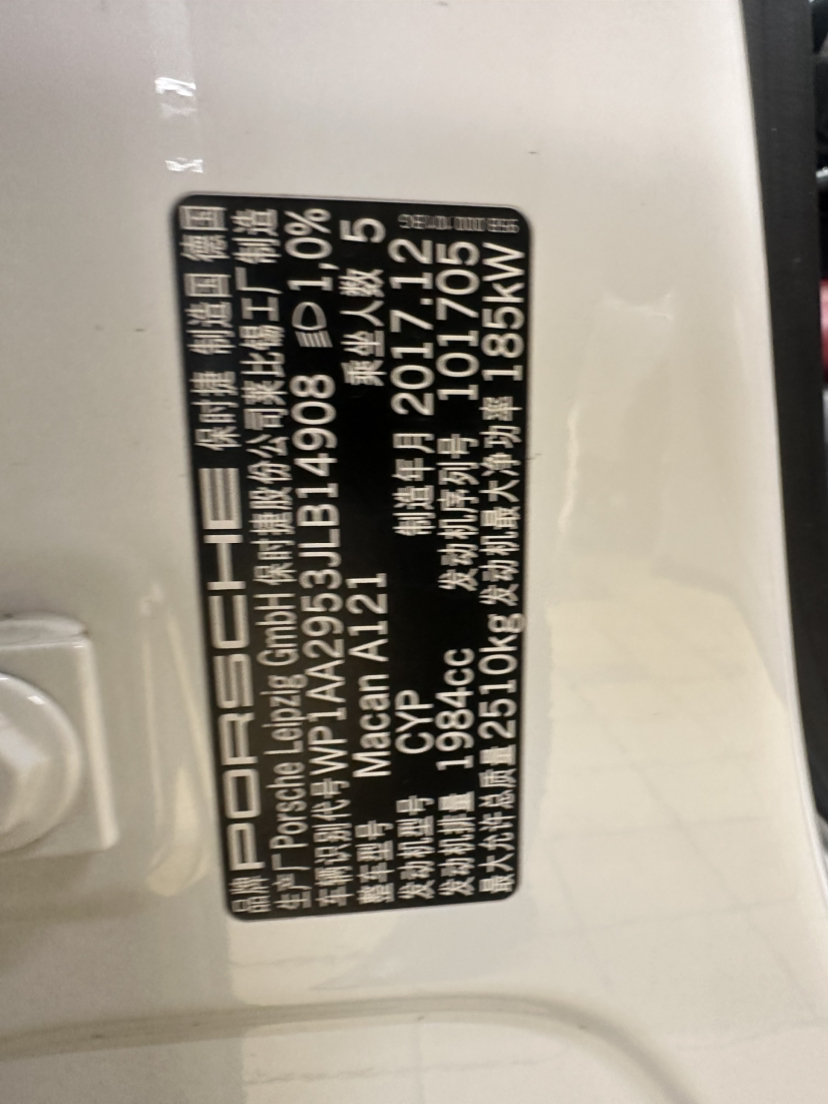 品牌 PORSCHE 保时捷 制造国 德国
生产厂 Porsche Leipzig GmbH 保时捷股份公司莱比锡工厂制造
车辆识别代号 WP1AA2953JLB14908 1,0%
整车型号 Macan A121 乘坐人数 5
发动机型号 CYP 制造年月 2017.12
发动机排量 1984cc 发动机序列号 101705
最大允许总质量 2510kg 发动机最大净功率 185kW